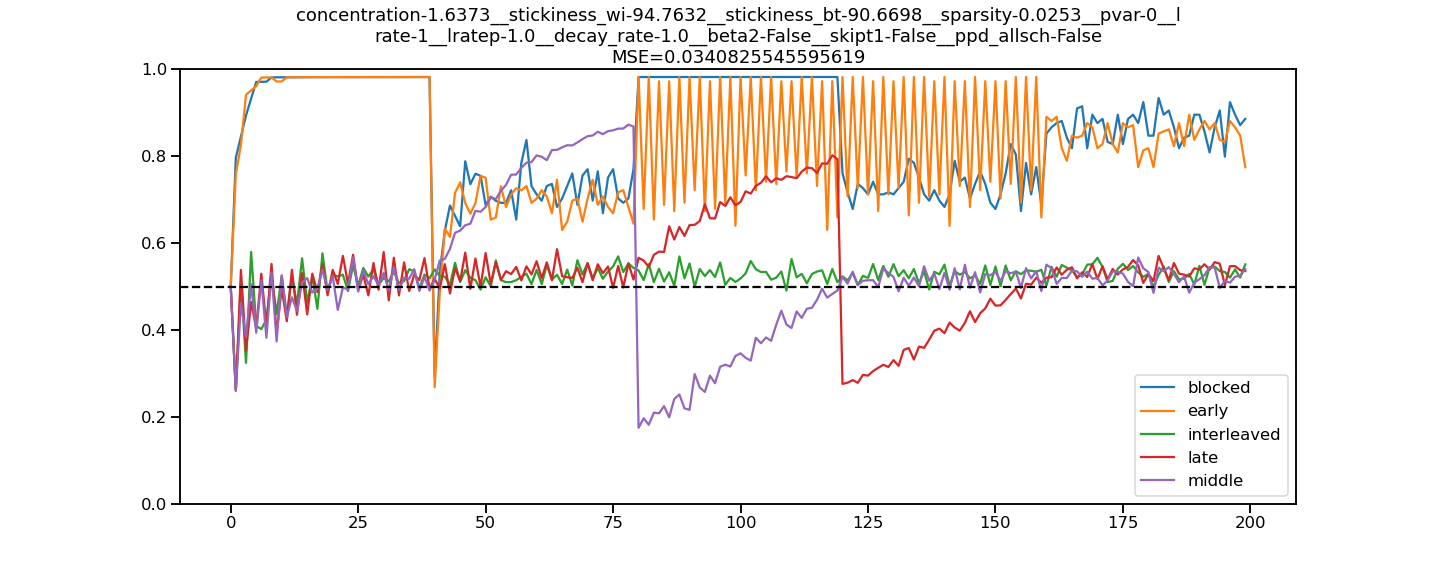 concentration-1.6373__stickiness_wi-94.7632__stickiness_bt-90.6698__sparsity-0.0253__pvar-0__l
rate-1__lratep-1.0__decay_rate-1.0__beta2-False__skipt1-False__ppd_allsch-False
MSE=0.0340825545595619
1.0
0.8
0.6
0.4
0.2
0.0
0 25 50 75 100 125 150 175 200
blocked
early
interleaved
late
middle